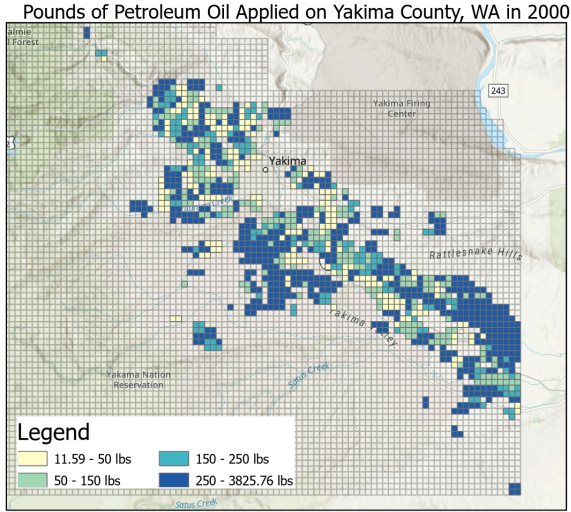 Pounds of Petroleum Oil Applied on Yakima County, WA in 2000
almie
l Forest
243
Yakima Firing
Center
Yakima
Creek
Rattlesnake Hills
Yakima Valley
Yakama Nation
Reservation
Satus Creek
Legend
11.59 - 50 lbs
150 - 250 lbs
50 - 150 lbs
250 - 3825.76 lbs
Satus Creek